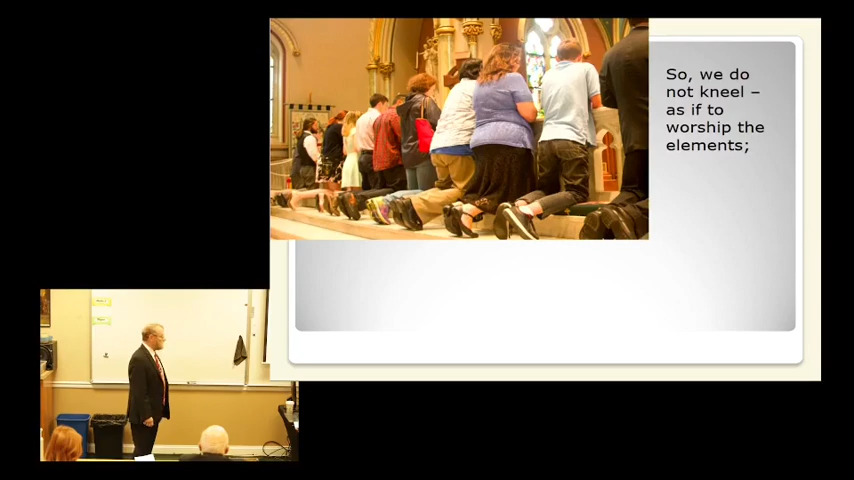 So, we do
not kneel –
as if to
worship the
elements;